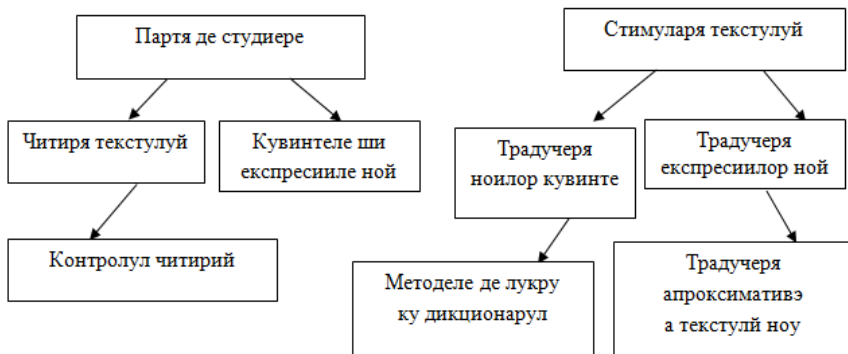 Партя де студиере
Стимуларя текстулуй
Читиря текстулуй
Кувинтеле ши
експресииле ной
Традучеря
ноилор кувинте
Традучеря
експресиилор ной
Контролул читирий
Методеле де лукру
ку дикционарул
Традучеря
апроксимативэ
а текстулй ноу